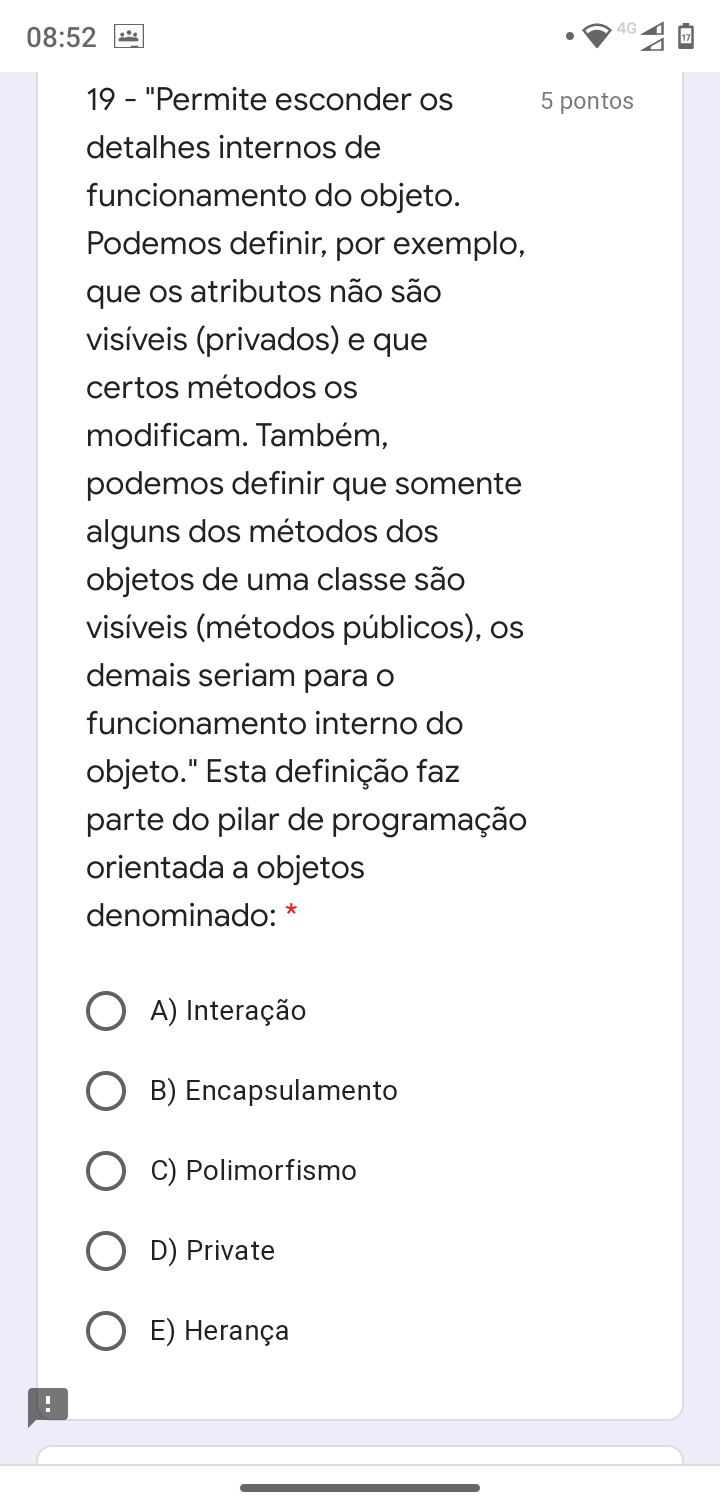 08:52
4G
17
19 - "Permite esconder os
5 pontos
detalhes internos de
funcionamento do objeto.
Podemos definir, por exemplo,
que os atributos não são
visíveis (privados) e que
certos métodos os
modificam. Também,
podemos definir que somente
alguns dos métodos dos
objetos de uma classe são
visíveis (métodos públicos), os
demais seriam para o
funcionamento interno do
objeto." Esta definição faz
parte do pilar de programação
orientada a objetos
denominado: *
A) Interação
B) Encapsulamento
C) Polimorfismo
D) Private
E) Herança